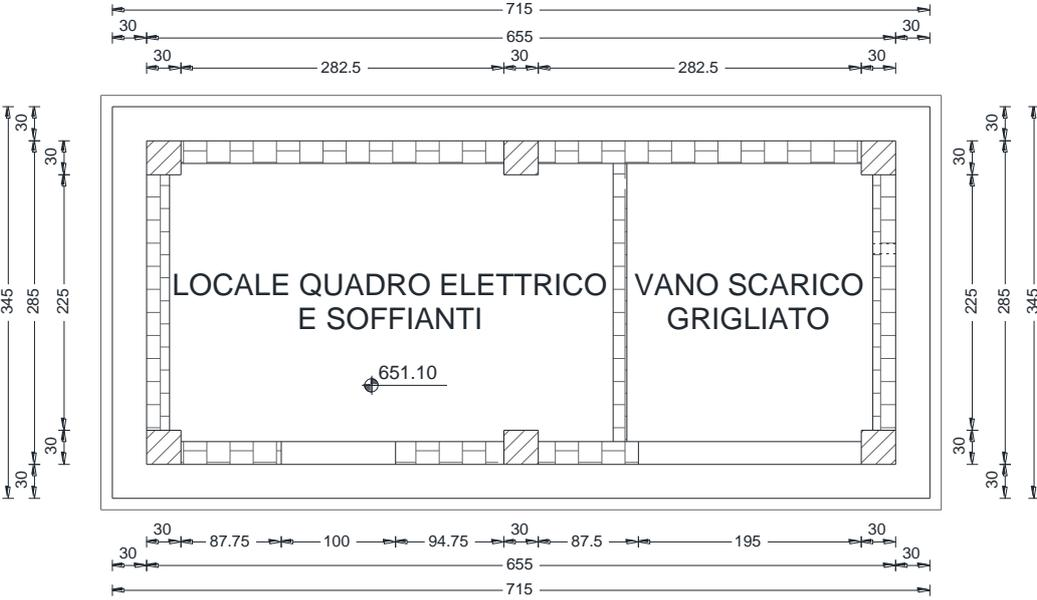 715
30 655 30
30 282.5 30 282.5 30
345 30 285 30 225 30 30
LOCALE QUADRO ELETTRICO
E SOFFIANTI
651.10
VANO SCARICO
GRIGLIATO
30 225 30 30 285 30 345
30 87.75 100 94.75 30 87.5 195 30
30 655 30
715